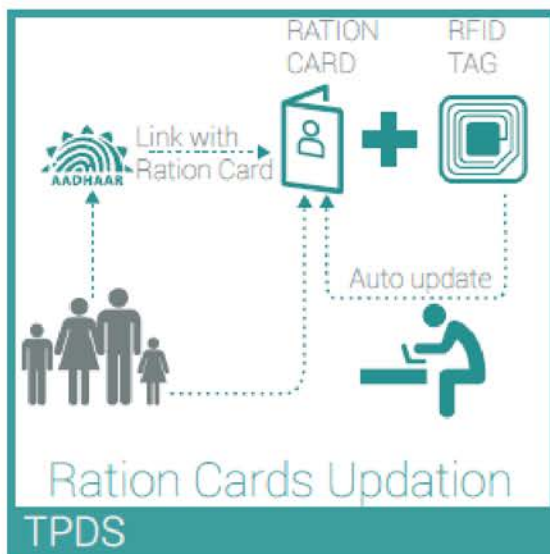 RATION
CARD
RFID
TAG
Link with
Ration Card
AADHAAR
Auto update
Ration Cards Updation
TPDS